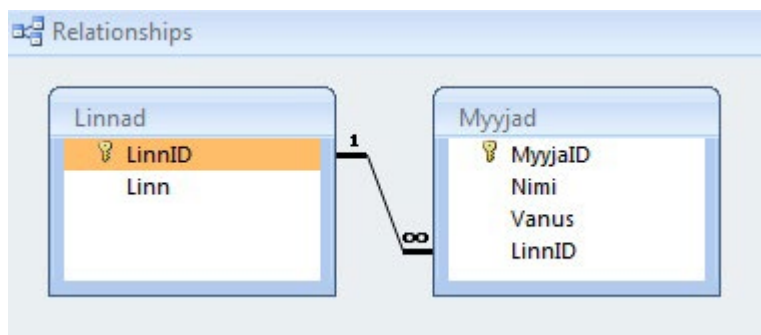 Relationships
Linnad
LinnID
Linn
1
∞
Myyjad
MyyjaID
Nimi
Vanus
LinnID